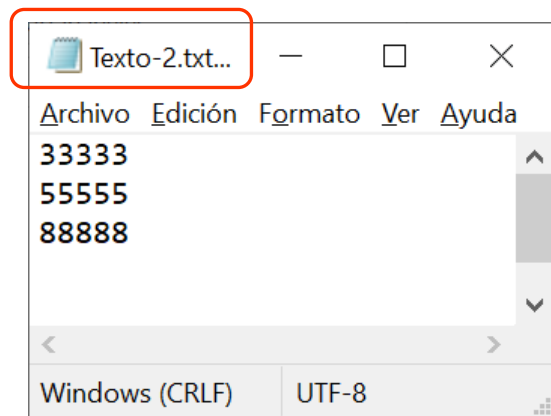 Texto-2.txt...
Archivo Edición Formato Ver Ayuda
33333
55555
88888
Windows (CRLF) UTF-8